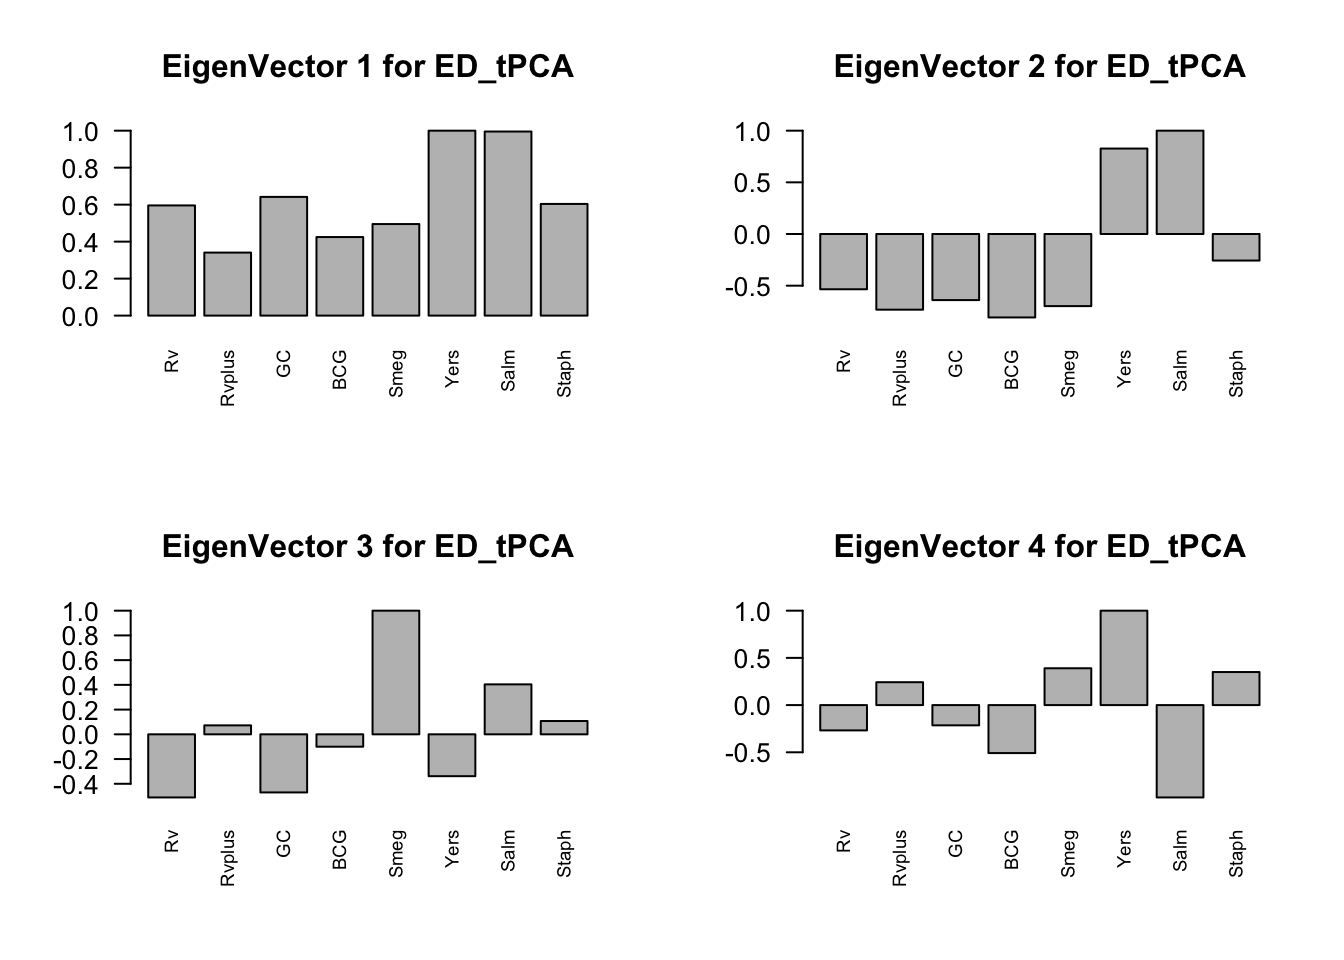 EigenVector 1 for ED_tPCA
1.0
0.8
0.6
0.4
0.2
0.0
Rv
Rvplus
GC
BCG
Smeg
Yers
Salm
Staph
EigenVector 2 for ED_tPCA
1.0
0.5
0.0
-0.5
Rv
Rvplus
GC
BCG
Smeg
Yers
Salm
Staph
EigenVector 3 for ED_tPCA
1.0
0.8
0.6
0.4
0.2
0.0
-0.2
-0.4
Rv
Rvplus
GC
BCG
Smeg
Yers
Salm
Staph
EigenVector 4 for ED_tPCA
1.0
0.5
0.0
-0.5
Rv
Rvplus
GC
BCG
Smeg
Yers
Salm
Staph